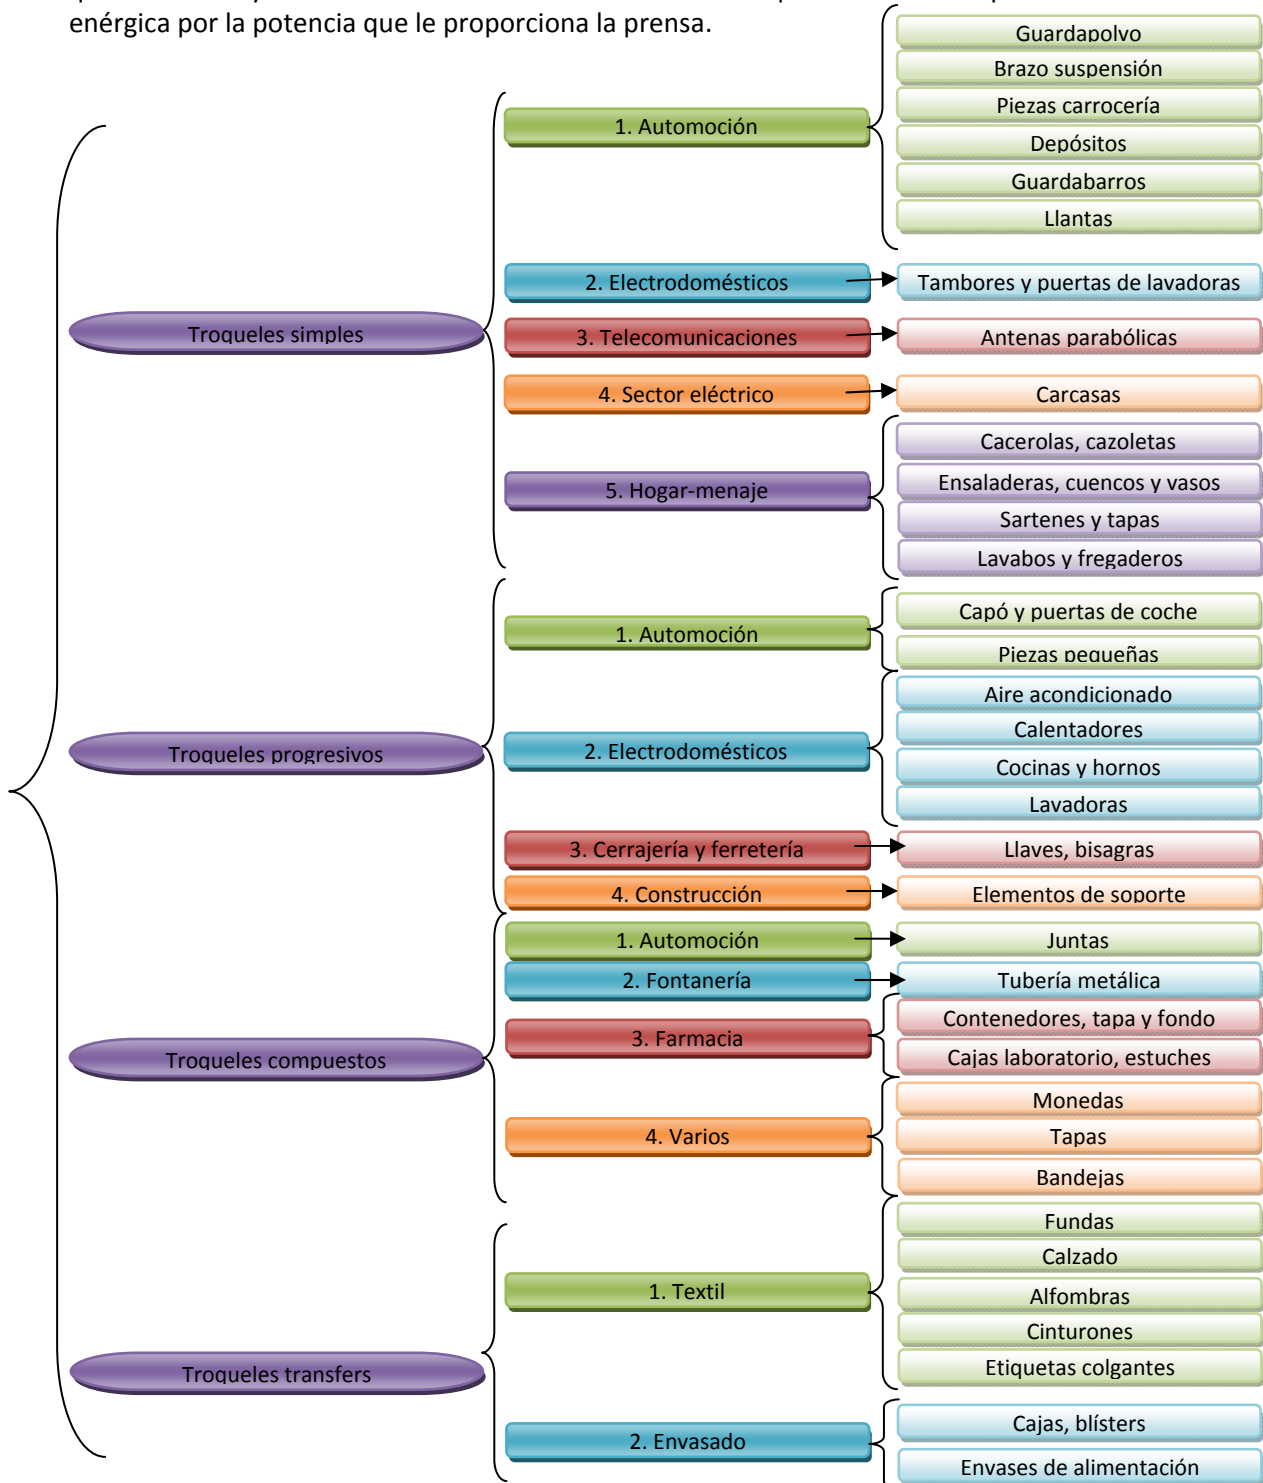 enérgica por la potencia que le proporciona la prensa.
Troqueles simples
1. Automoción
Guardapolvo
Brazo suspensión
Piezas carrocería
Depósitos
Guardabarros
Llantas
2. Electrodomésticos
Tambores y puertas de lavadoras
3. Telecomunicaciones
Antenas parabólicas
4. Sector eléctrico
Carcasas
5. Hogar-menaje
Cacerolas, cazoletas
Ensaladeras, cuencos y vasos
Sartenes y tapas
Lavabos y fregaderos
Troqueles progresivos
1. Automoción
Capó y puertas de coche
Piezas pequeñas
2. Electrodomésticos
Aire acondicionado
Calentadores
Cocinas y hornos
Lavadoras
3. Cerrajería y ferretería
Llaves, bisagras
4. Construcción
Elementos de soporte
Troqueles compuestos
1. Automoción
Juntas
2. Fontanería
Tubería metálica
3. Farmacia
Contenedores, tapa y fondo
Cajas laboratorio, estuches
4. Varios
Monedas
Tapas
Bandejas
Troqueles transfers
1. Textil
Fundas
Calzado
Alfombras
Cinturones
Etiquetas colgantes
2. Envasado
Cajas, blísters
Envases de alimentación